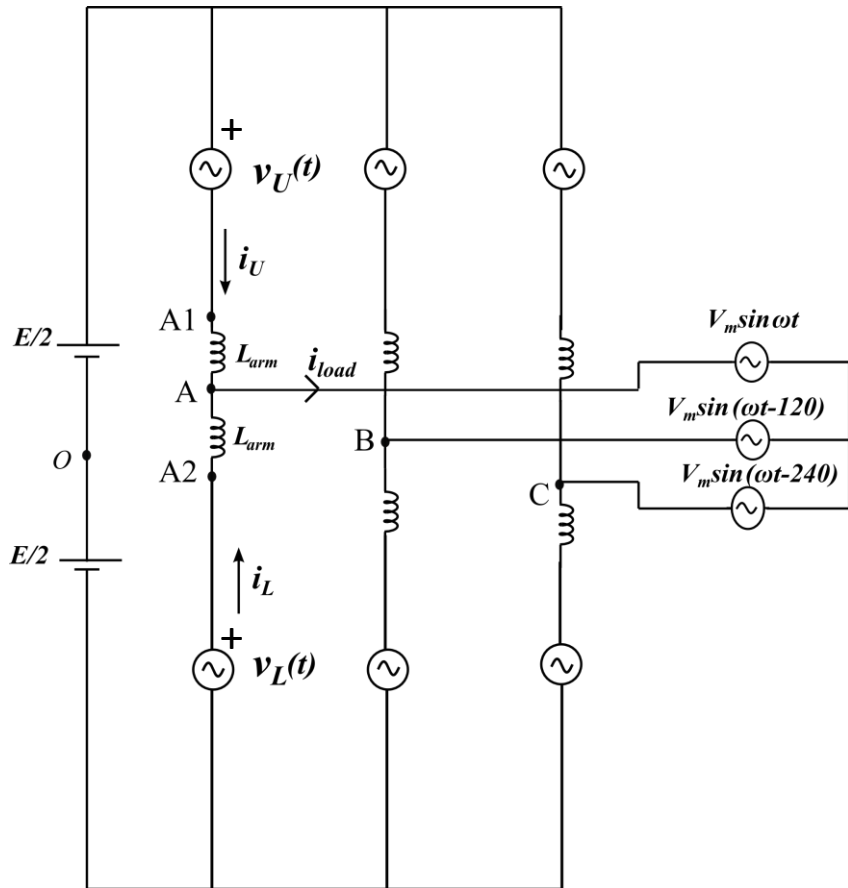 +
v_U(t)
i_U
A1
E/2
L_arm
V_m sin ωt
A
i_load
L_arm
V_m sin(ωt-120)
B
O
A2
V_m sin(ωt-240)
C
E/2
i_L
+
v_L(t)